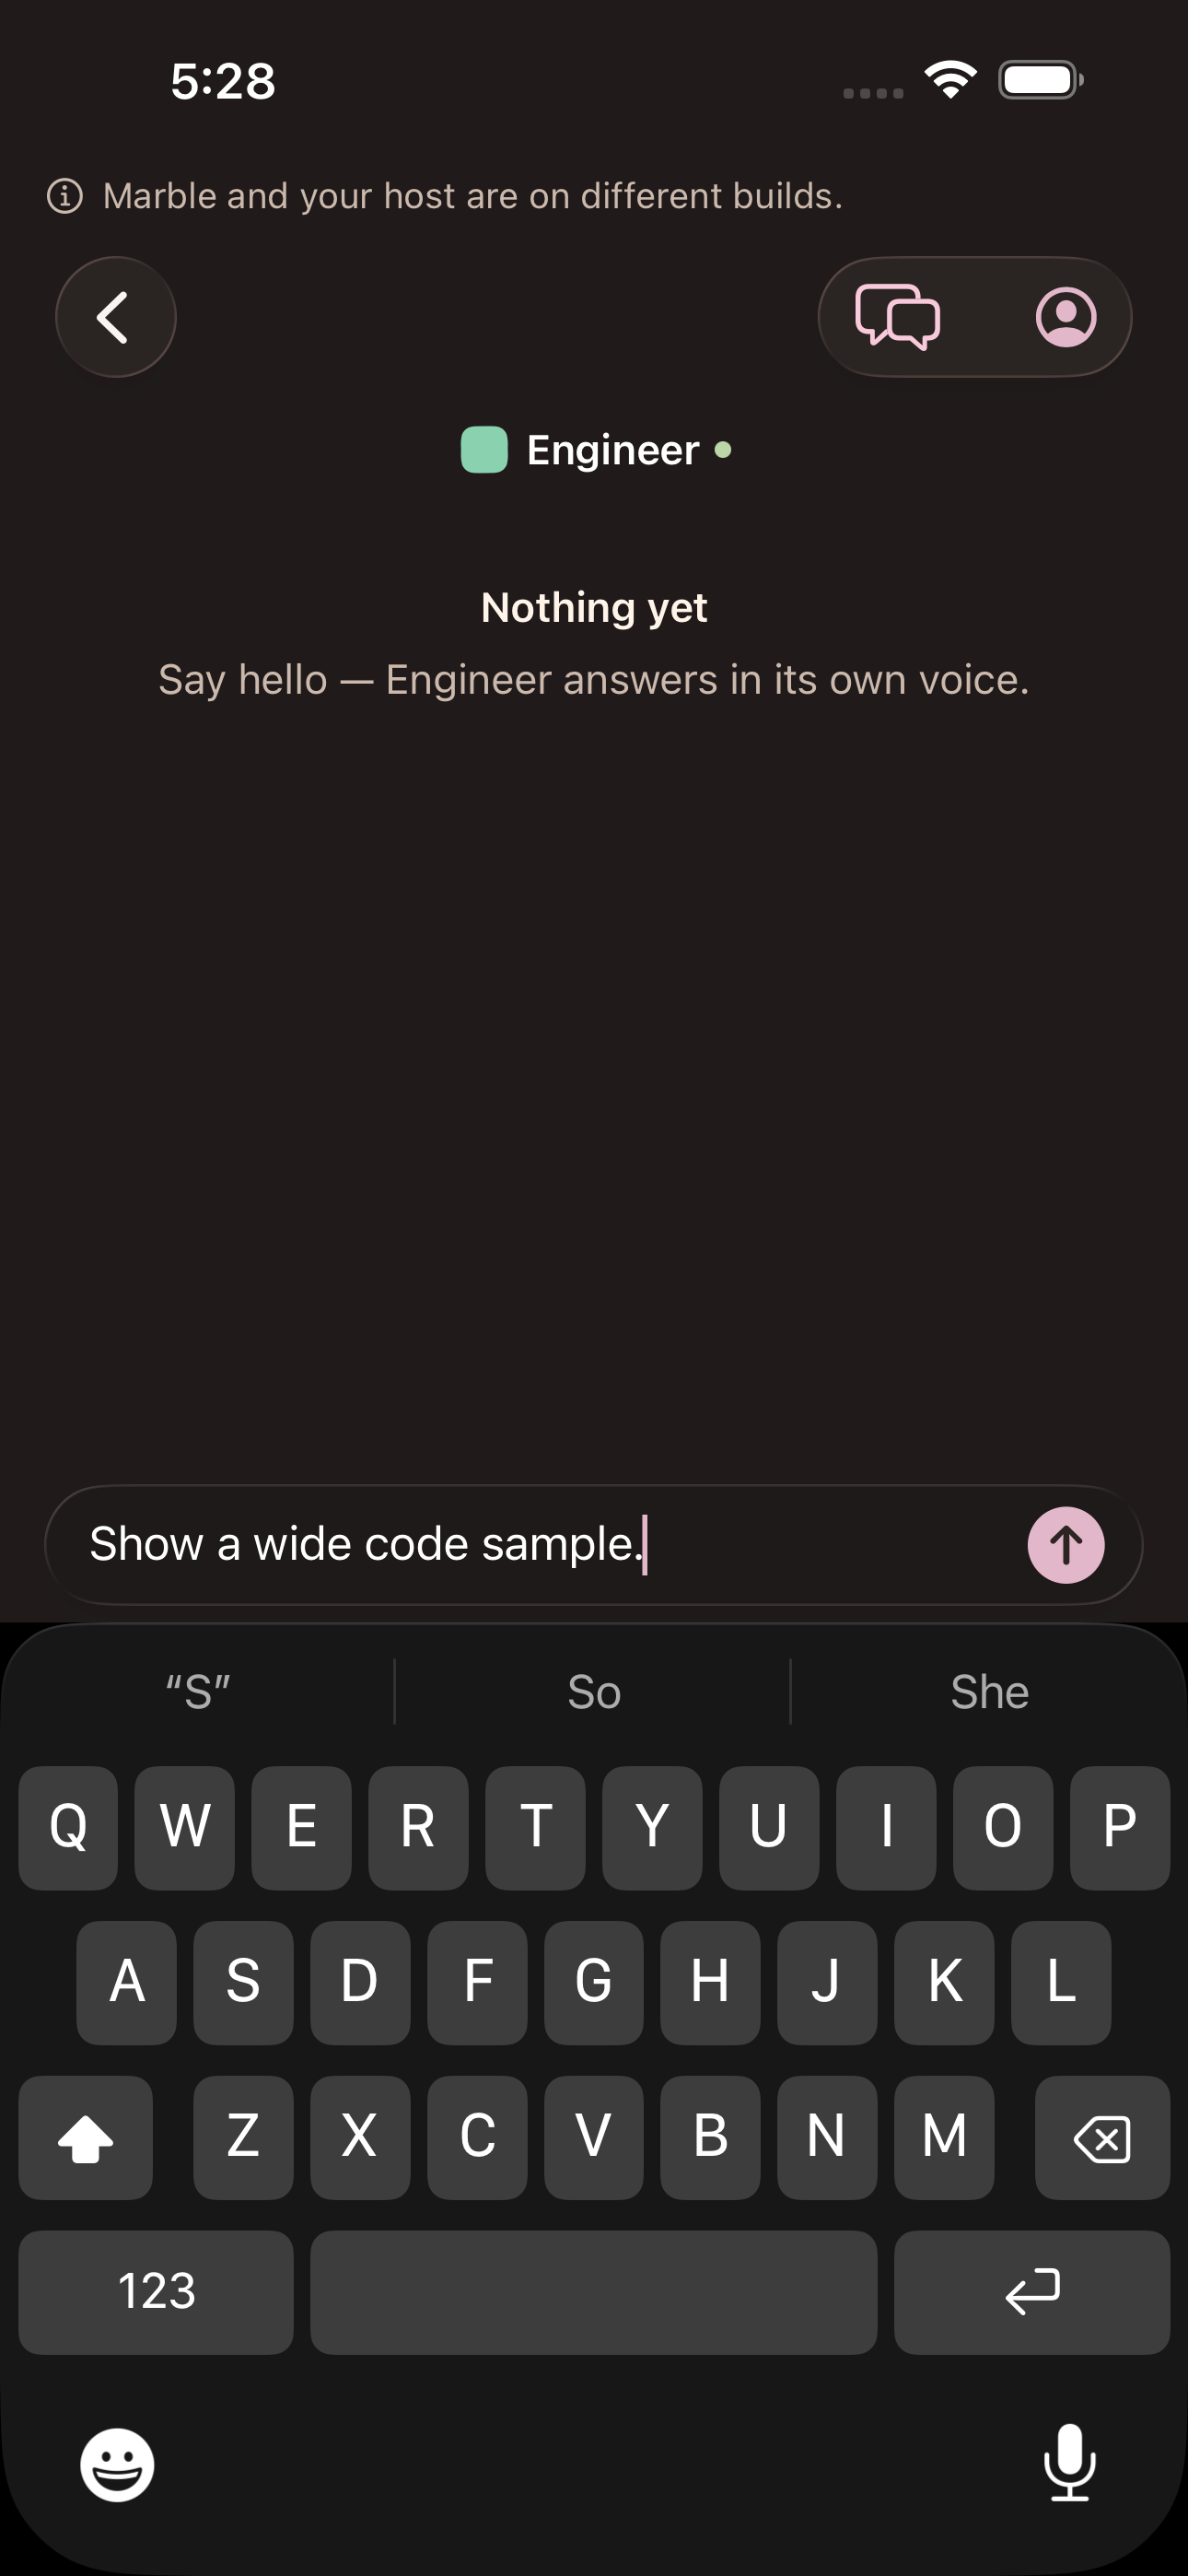 5:28
Marble and your host are on different builds.
Engineer
Nothing yet
Say hello — Engineer answers in its own voice.
Show a wide code sample.
“S” So She
Q W E R T Y U I O P
A S D F G H J K L
Z X C V B N M
123